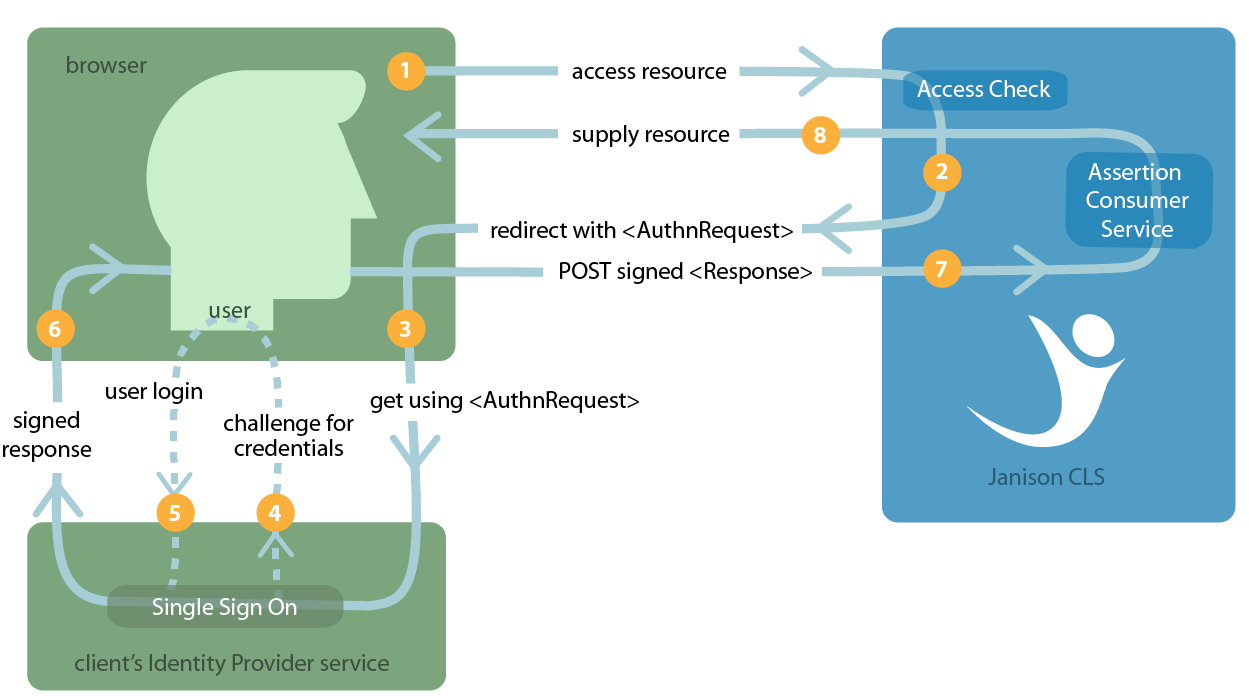 browser
1
access resource
Access Check
supply resource
8
2
Assertion
Consumer
Service
redirect with <AuthnRequest>
POST signed <Response>
7
user
6
3
user login
get using <AuthnRequest>
signed
response
challenge for
credentials
Janison CLS
5
4
Single Sign On
client’s Identity Provider service